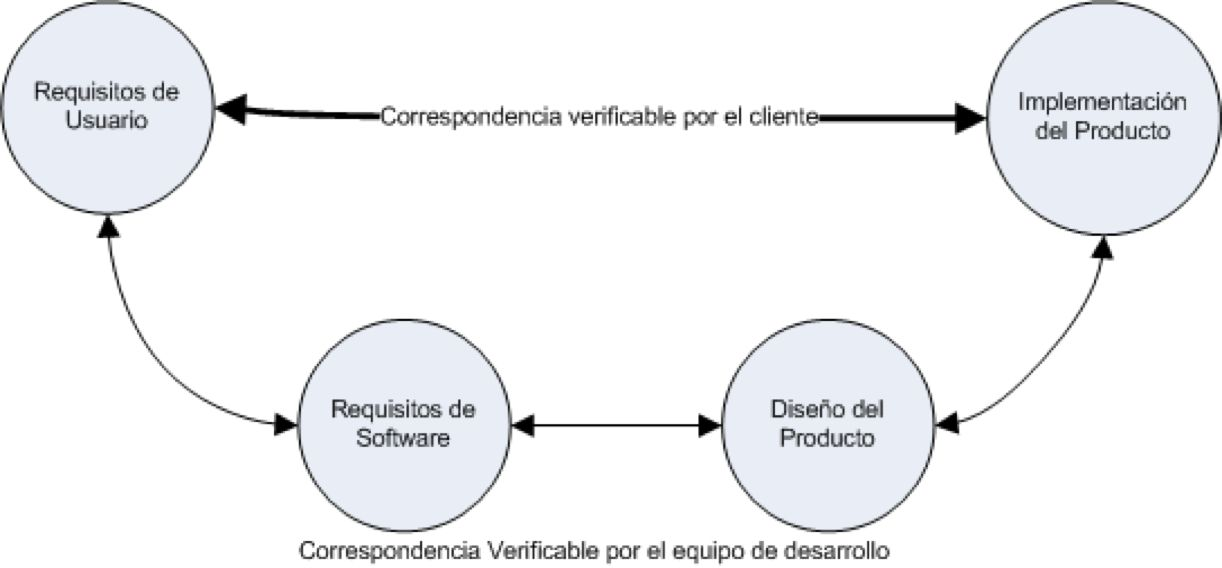 Requisitos de
Usuario
Correspondencia verificable por el cliente
Implementación
del Producto
Requisitos de
Software
Diseño del
Producto
Correspondencia Verificable por el equipo de desarrollo